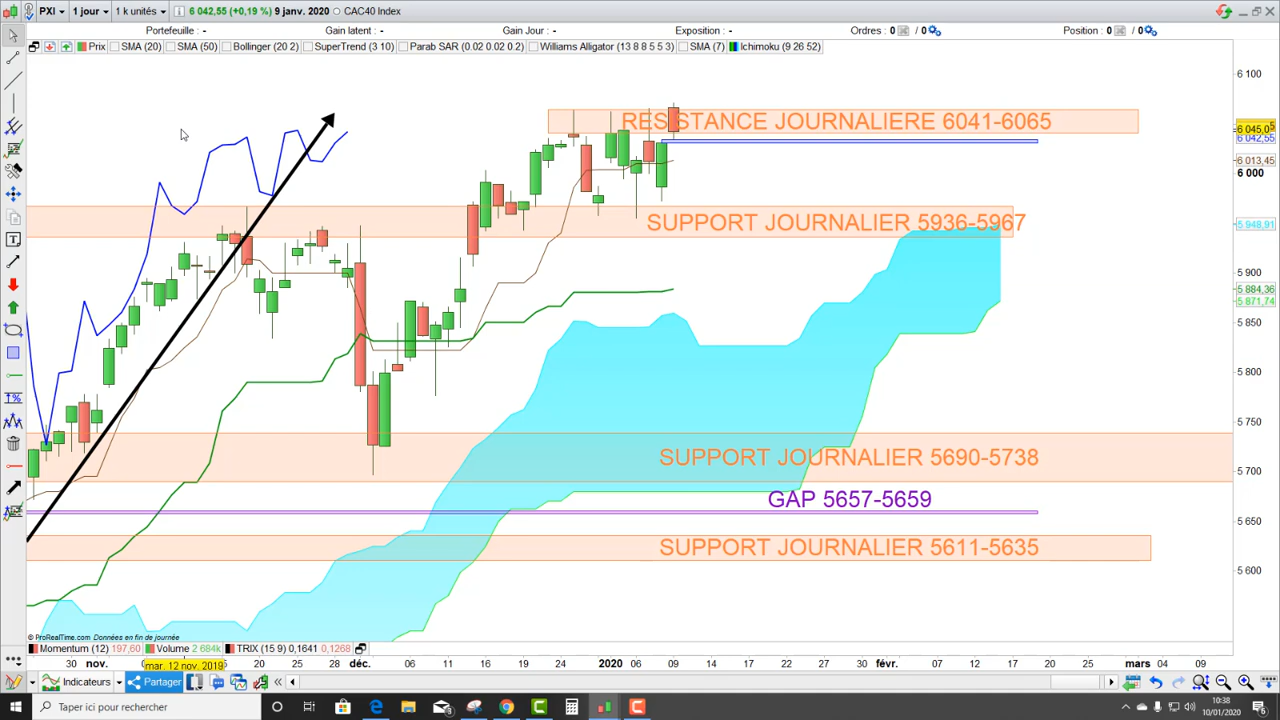 PXI 1 jour 1 k unités 6 042,55 (+0,19 %) 9 janv. 2020 CAC40 Index
Portefeuille : - Gain latent : - Gain Jour : - Exposition : - Ordres : 0 / 0 Position : 0 / 0
Prix SMA (20) SMA (50) Bollinger (20 2) SuperTrend (3 10) Parab SAR (0.02 0.02 0.2) Williams Alligator (13 8 8 5 5 3) SMA (7) Ichimoku (9 26 52)
6 100
RESISTANCE JOURNALIERE 6041-6065
6 045,0
6 042,55
6 013,45
6 000
SUPPORT JOURNALIER 5936-5967
5 948,91
5 900
5 884,36
5 871,74
5 850
5 800
5 750
SUPPORT JOURNALIER 5690-5738
5 700
GAP 5657-5659
5 650
SUPPORT JOURNALIER 5611-5635
5 600
© ProRealTime.com Données en fin de journée
Momentum (12) 197,60 Volume 2 684k TRIX (15 9) 0,1641 0,1268
30 nov. mar. 12 nov. 2019 20 25 28 déc. 06 11 16 19 24 2020 06 09 14 17 22 27 févr. 07 12 17 20 25 mars 04 09
Indicateurs Partager
Taper ici pour rechercher
10:38
10/01/2020